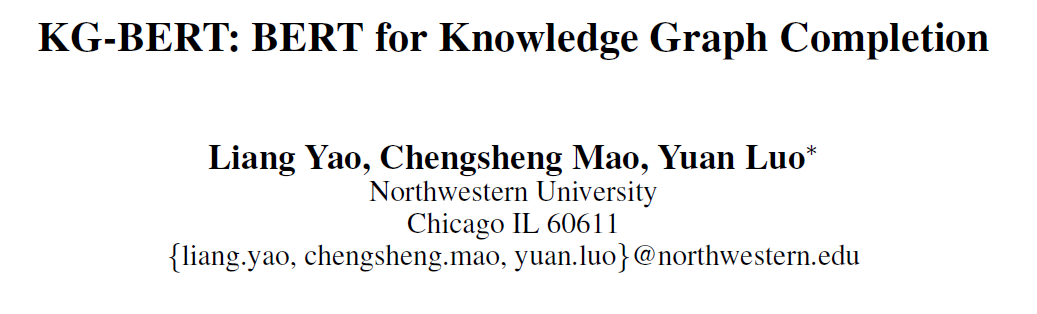 KG-BERT: BERT for Knowledge Graph Completion
Liang Yao, Chengsheng Mao, Yuan Luo*
Northwestern University
Chicago IL 60611
{liang.yao, chengsheng.mao, yuan.luo}@northwestern.edu